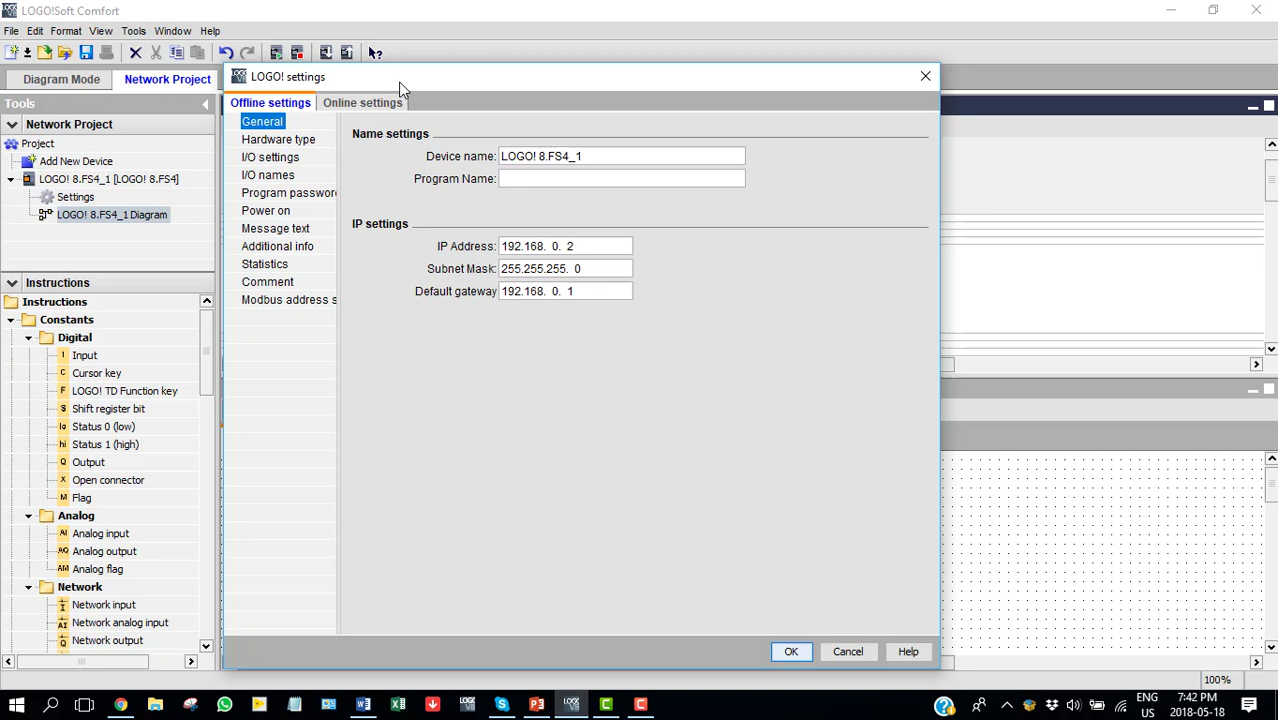 LOGO!Soft Comfort
File Edit Format View Tools Window Help
Diagram Mode Network Project
Tools
Network Project
Project
Add New Device
LOGO! 8.FS4_1 [LOGO! 8.FS4]
Settings
LOGO! 8.FS4_1 Diagram
Instructions
Instructions
Constants
Digital
I Input
C Cursor key
F LOGO! TD Function key
S Shift register bit
lo Status 0 (low)
hi Status 1 (high)
Q Output
X Open connector
M Flag
Analog
AI Analog input
AQ Analog output
AM Analog flag
Network
I Network input
AI Network analog input
Q Network output
LOGO! settings
Offline settings Online settings
General
Hardware type
I/O settings
I/O names
Program password
Power on
Message text
Additional info
Statistics
Comment
Modbus address s
Name settings
Device name: LOGO! 8.FS4_1
Program Name:
IP settings
IP Address: 192.168. 0. 2
Subnet Mask: 255.255.255. 0
Default gateway 192.168. 0. 1
OK Cancel Help
100%
ENG 7:42 PM
US 2018-05-18